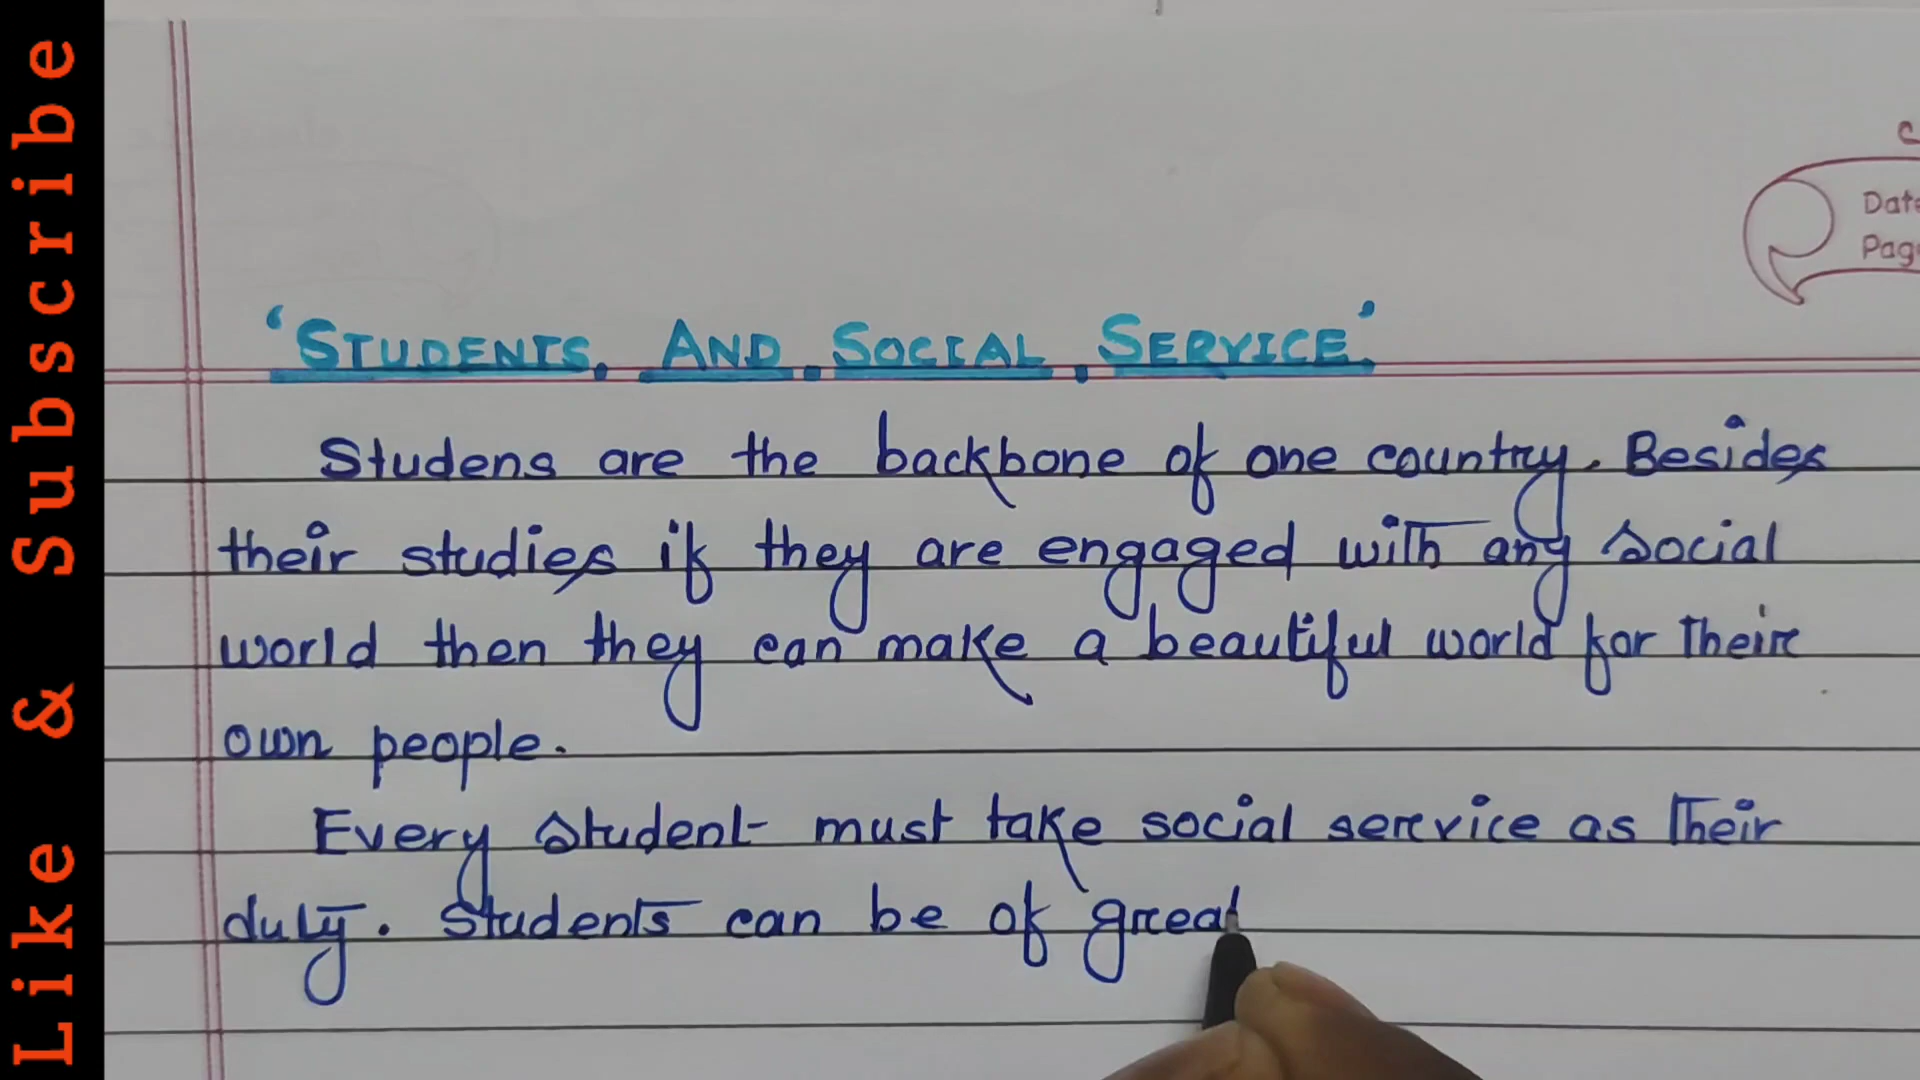 Like & Subscribe
Date
Page
'STUDENTS AND SOCIAL SERVICE'
Studens are the backbone of one country. Besides
their studies if they are engaged with any social
world then they can make a beautiful world for their
own people.
Every student must take social service as their
duty. Students can be of great